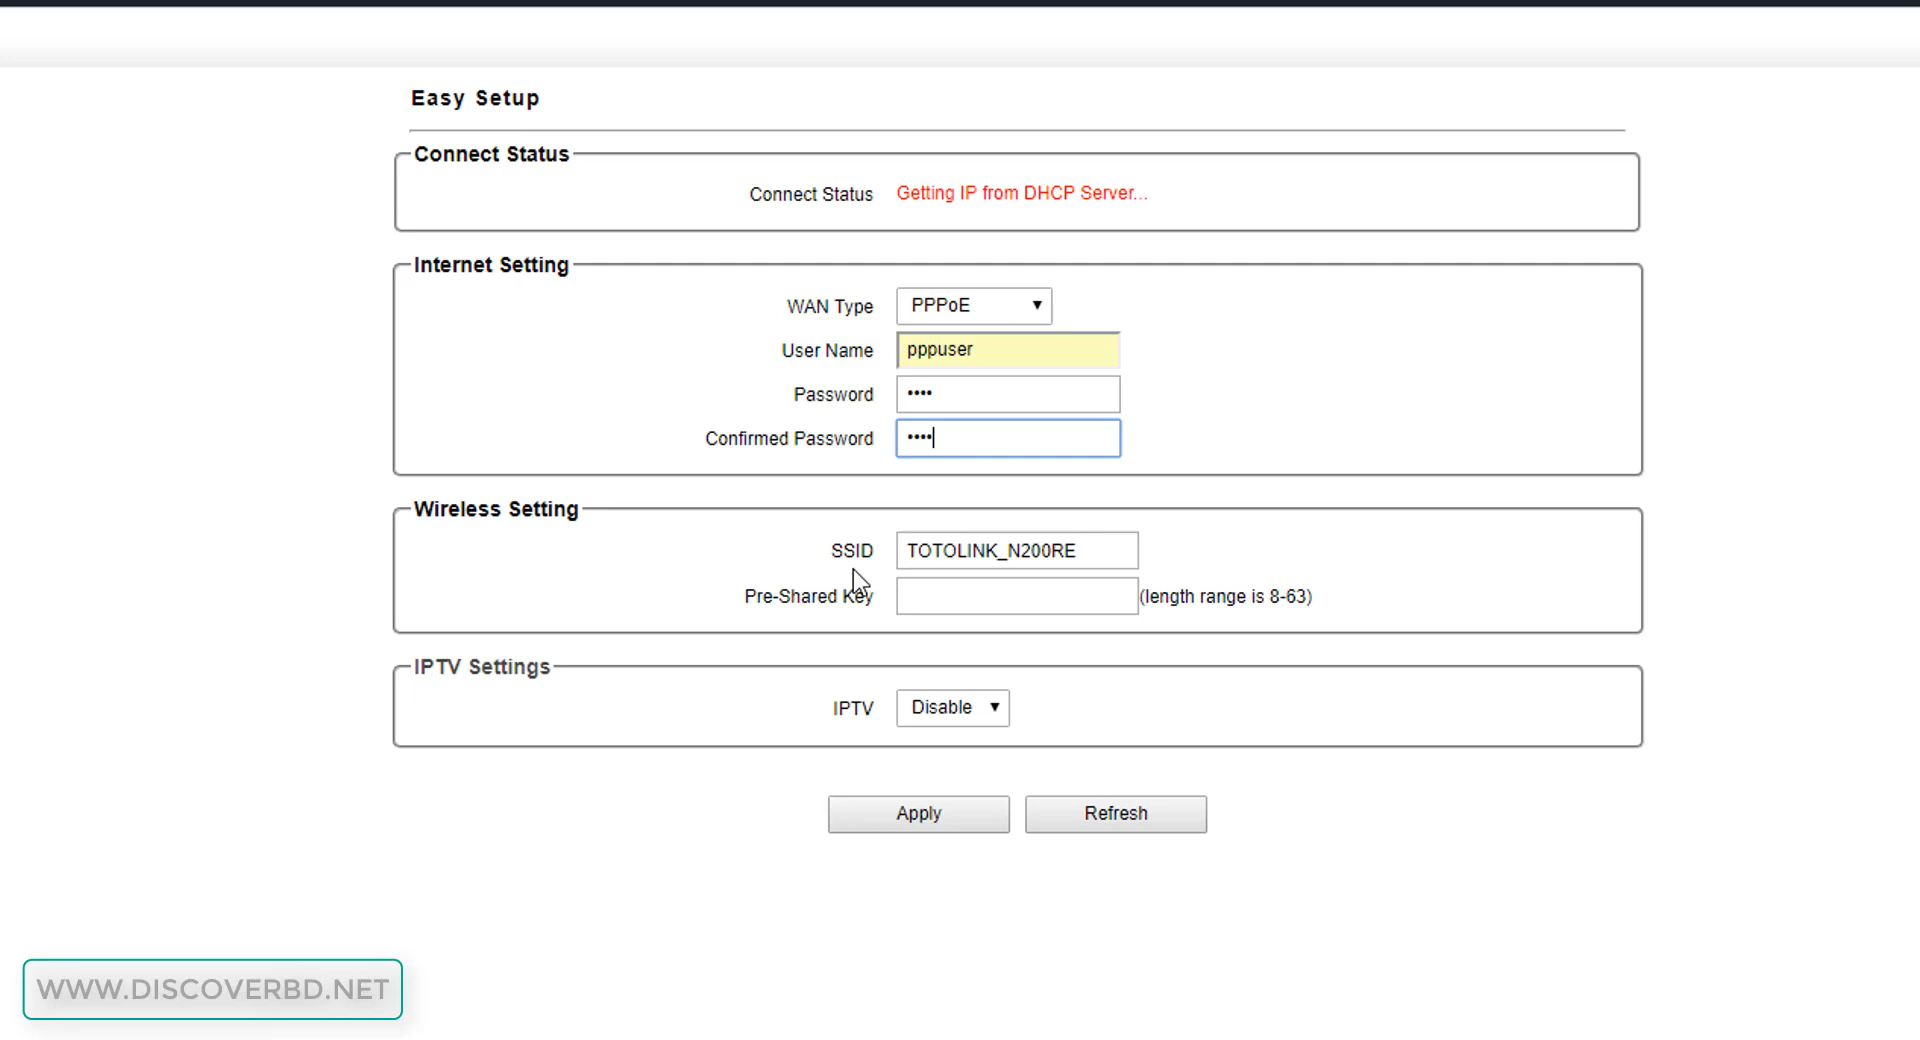 Easy Setup
Connect Status
Connect Status Getting IP from DHCP Server...
Internet Setting
WAN Type PPPoE
User Name pppuser
Password ••••
Confirmed Password ••••
Wireless Setting
SSID TOTOLINK_N200RE
Pre-Shared Key (length range is 8-63)
IPTV Settings
IPTV Disable
Apply Refresh
WWW.DISCOVERBD.NET